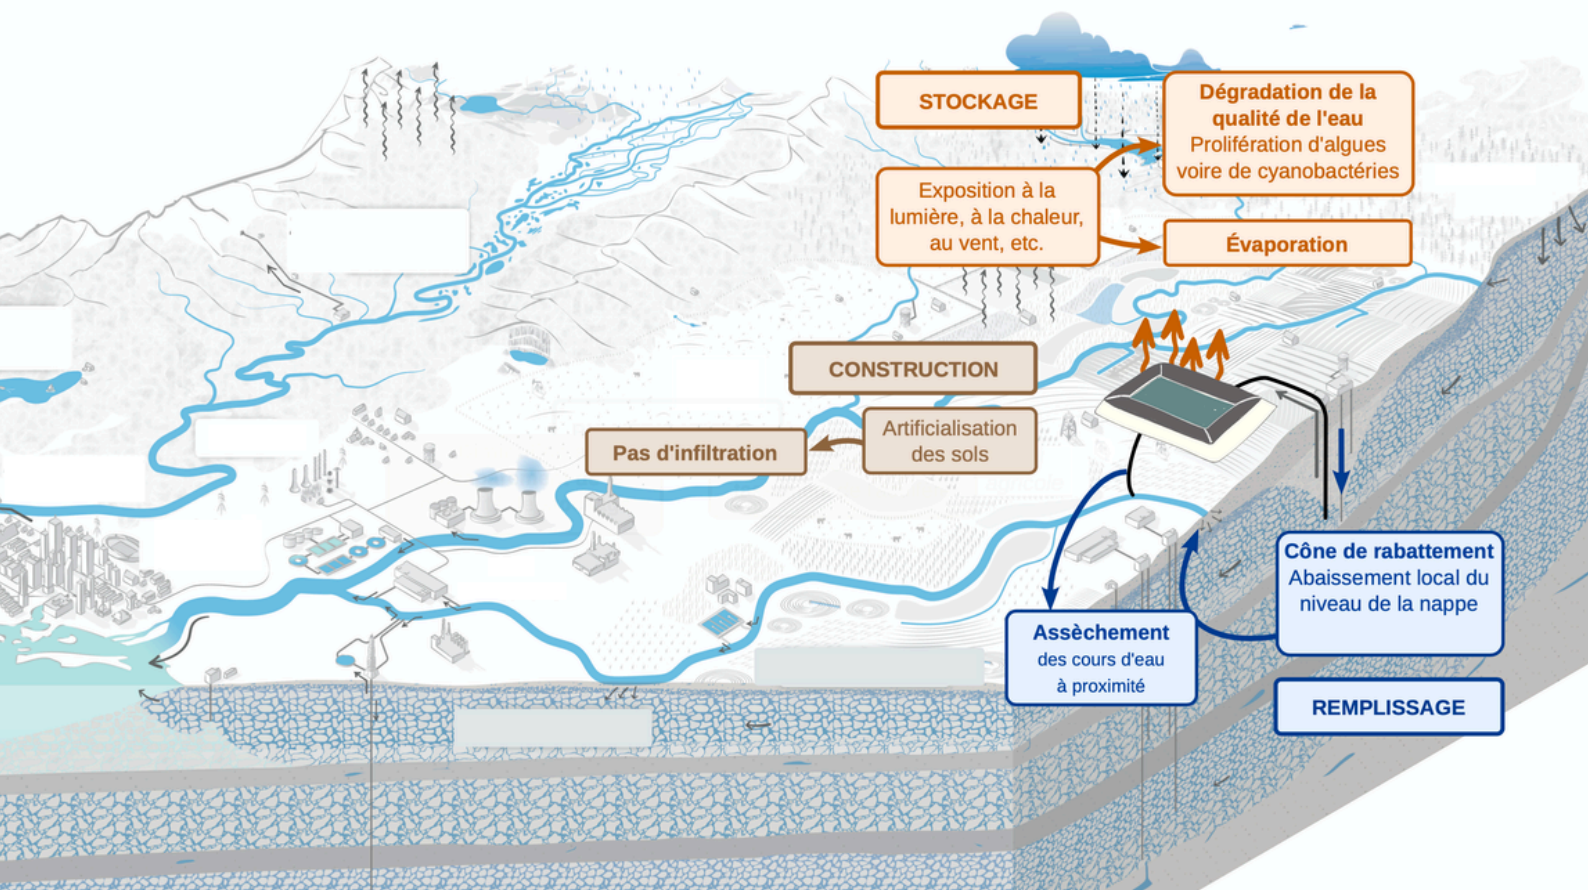 STOCKAGE
Dégradation de la
qualité de l'eau
Prolifération d'algues
voire de cyanobactéries
Exposition à la
lumière, à la chaleur,
au vent, etc.
Évaporation
CONSTRUCTION
Artificialisation
des sols
Pas d'infiltration
Cône de rabattement
Abaissement local du
niveau de la nappe
Assèchement
des cours d'eau
à proximité
REMPLISSAGE